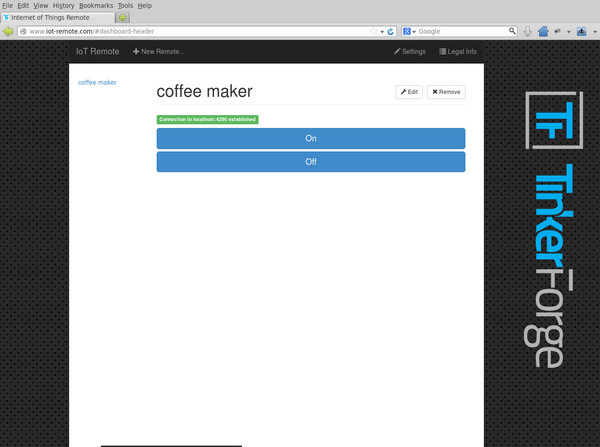 File Edit View History Bookmarks Tools Help
Internet of Things Remote
www.iot-remote.com/#dashboard-header
Google
IoT Remote
New Remote...
Settings
Legal Info
coffee maker
coffee maker
Edit
Remove
Connection to localhost:4280 established
On
Off
TF
TinkerForge